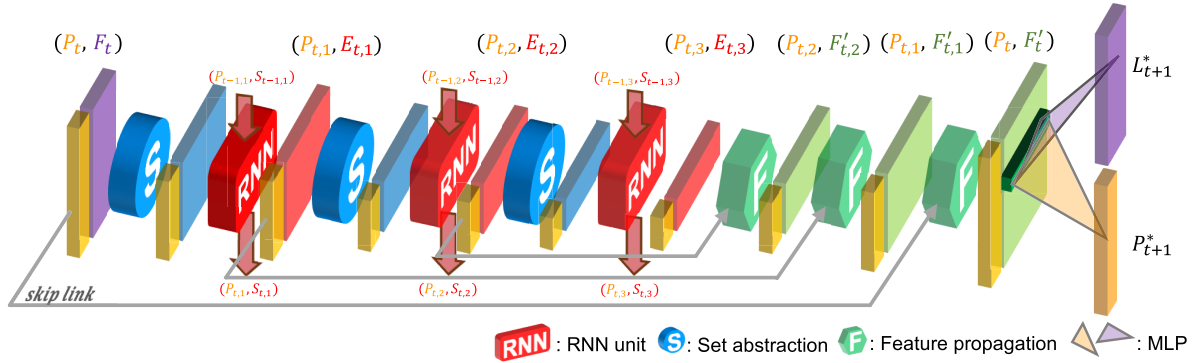 (P_t, F_t)
(P_{t,1}, E_{t,1})
(P_{t,2}, E_{t,2})
(P_{t,3}, E_{t,3})
(P_{t,2}, F'_{t,2})
(P_{t,1}, F'_{t,1})
(P_t, F'_t)
(P_{t-1,1}, S_{t-1,1})
(P_{t-1,2}, S_{t-1,2})
(P_{t-1,3}, S_{t-1,3})
L^*_{t+1}
S
RNN
S
RNN
S
RNN
F
F
F
P^*_{t+1}
(P_{t,1}, S_{t,1})
(P_{t,2}, S_{t,2})
(P_{t,3}, S_{t,3})
skip link
RNN : RNN unit
S : Set abstraction
F : Feature propagation
: MLP